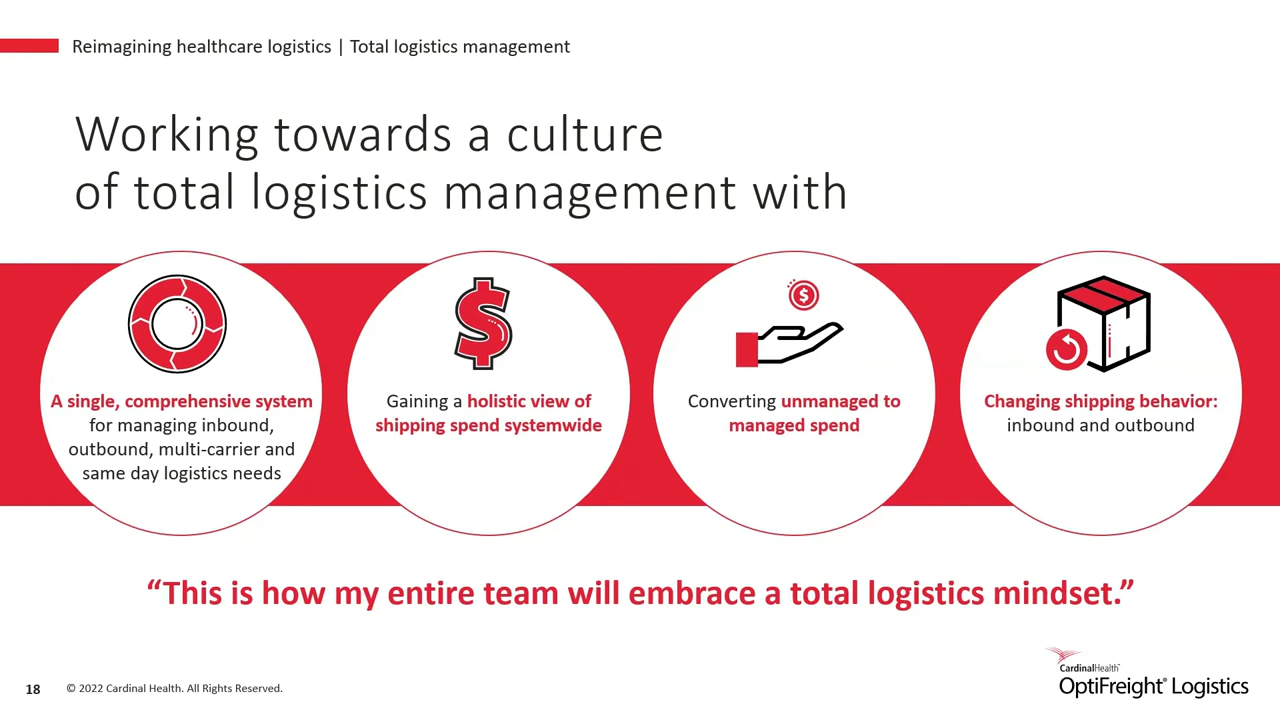 Reimagining healthcare logistics | Total logistics management
Working towards a culture
of total logistics management with
A single, comprehensive system
for managing inbound,
outbound, multi-carrier and
same day logistics needs
Gaining a holistic view of
shipping spend systemwide
Converting unmanaged to
managed spend
Changing shipping behavior:
inbound and outbound
“This is how my entire team will embrace a total logistics mindset.”
18
© 2022 Cardinal Health. All Rights Reserved.
CardinalHealth™
OptiFreight® Logistics